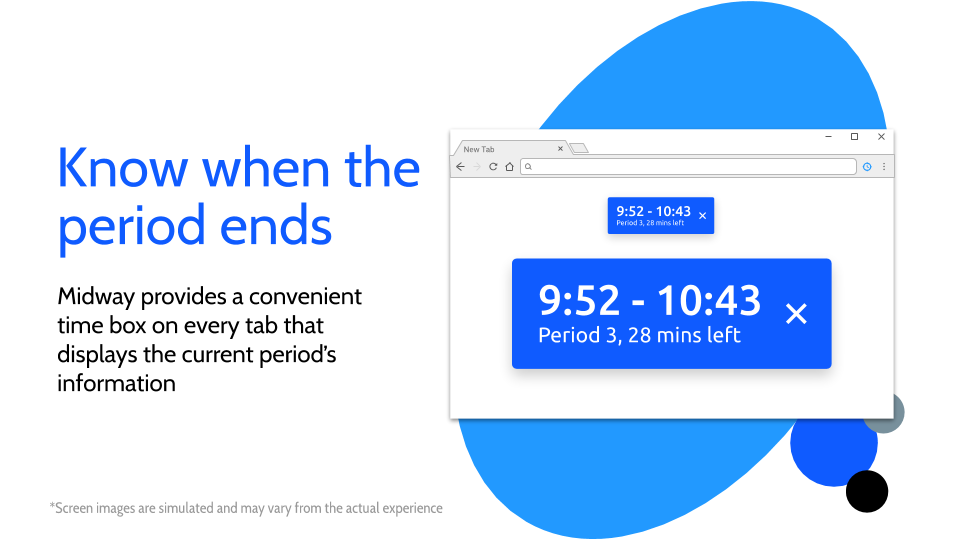 Know when the
period ends
Midway provides a convenient
time box on every tab that
displays the current period's
information
*Screen images are simulated and may vary from the actual experience
New Tab
9:52 - 10:43
Period 3, 28 mins left
9:52 - 10:43
Period 3, 28 mins left